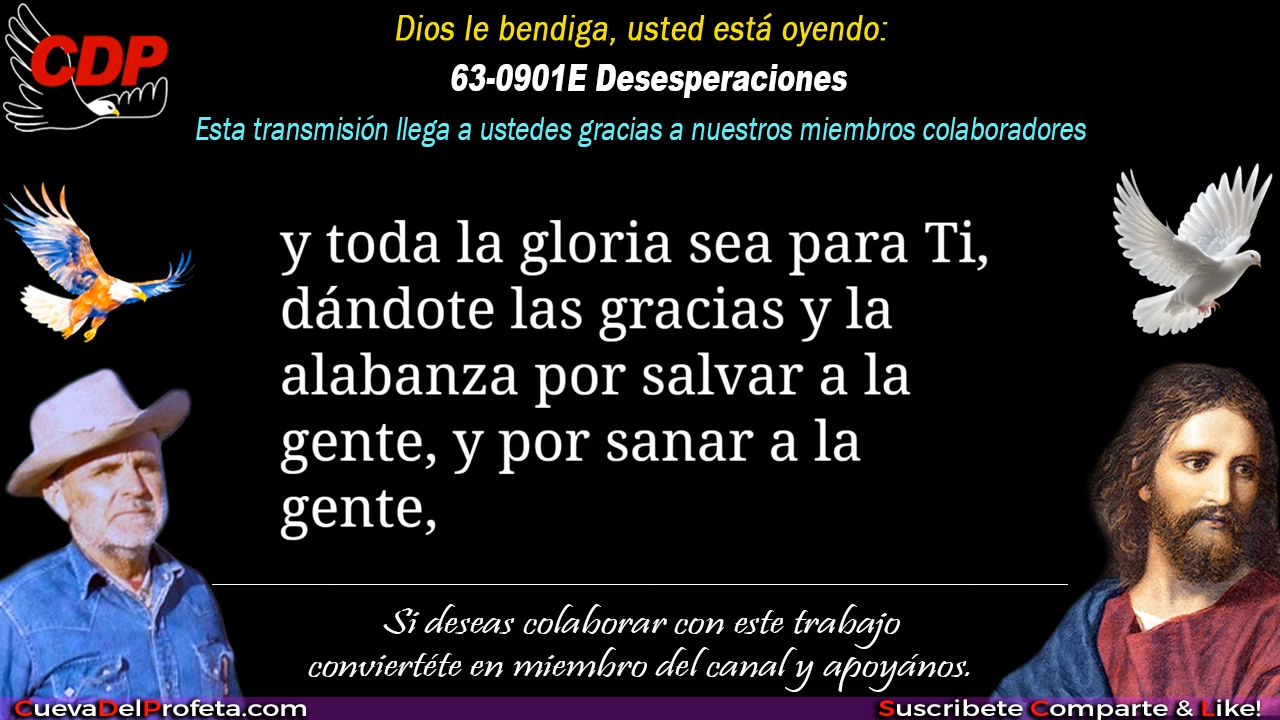 CDP
Dios le bendiga, usted está oyendo:
63-0901E Desesperaciones
Esta transmisión llega a ustedes gracias a nuestros miembros colaboradores
y toda la gloria sea para Ti,
dándote las gracias y la
alabanza por salvar a la
gente, y por sanar a la
gente,
Si deseas colaborar con este trabajo
conviertéte en miembro del canal y apoyános.
CuevaDelProfeta.com
Suscribete Comparte & Like!